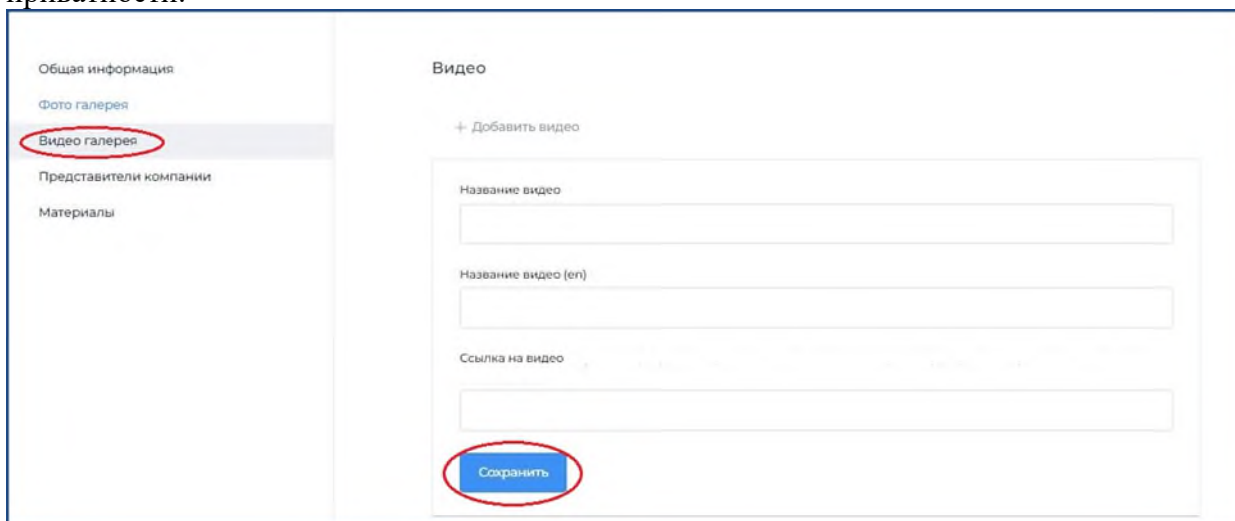 приватности.
Общая информация
Фото галерея
Видео галерея
Представители компании
Материалы
Видео
+ Добавить видео
Название видео
Название видео (en)
Ссылка на видео
Сохранить